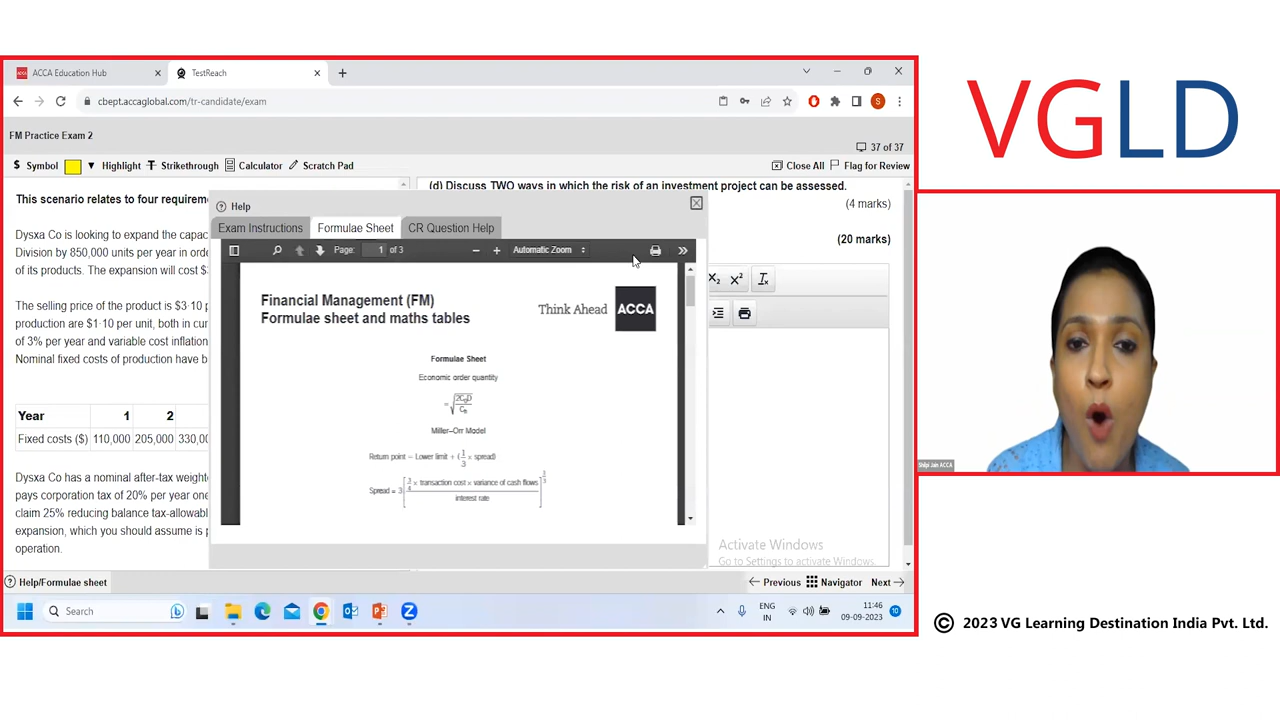 ACCA Education Hub
TestReach
cbept.accaglobal.com/tr-candidate/exam
FM Practice Exam 2
37 of 37
$ Symbol Highlight Strikethrough Calculator Scratch Pad Close All Flag for Review
This scenario relates to four requirem
Dysxa Co is looking to expand the capac
Division by 850,000 units per year in orde
of its products. The expansion will cost $
The selling price of the product is $3·10 p
production are $1·10 per unit, both in cur
of 3% per year and variable cost inflation
Nominal fixed costs of production have b
Year 1 2
Fixed costs ($) 110,000 205,000 330,00
Dysxa Co has a nominal after-tax weighte
pays corporation tax of 20% per year one
claim 25% reducing balance tax-allowabl
expansion, which you should assume is p
operation.
(d) Discuss TWO ways in which the risk of an investment project can be assessed.
(4 marks)
(20 marks)
Help
Exam Instructions Formulae Sheet CR Question Help
Page: 1 of 3 Automatic Zoom
Financial Management (FM)
Formulae sheet and maths tables
Think Ahead ACCA
Formulae Sheet
Economic order quantity
= √(2C₀D / Cₕ)
Miller–Orr Model
Return point = Lower limit + (1/3 × spread)
Spread = 3 [ (3/4 × transaction cost × variance of cash flows) / interest rate ]^(1/3)
Activate Windows
Go to Settings to activate Windows.
Help/Formulae sheet Previous Navigator Next
Search
ENG
IN
11:46
09-09-2023
10
VGLD
Shilpi Jain ACCA
© 2023 VG Learning Destination India Pvt. Ltd.